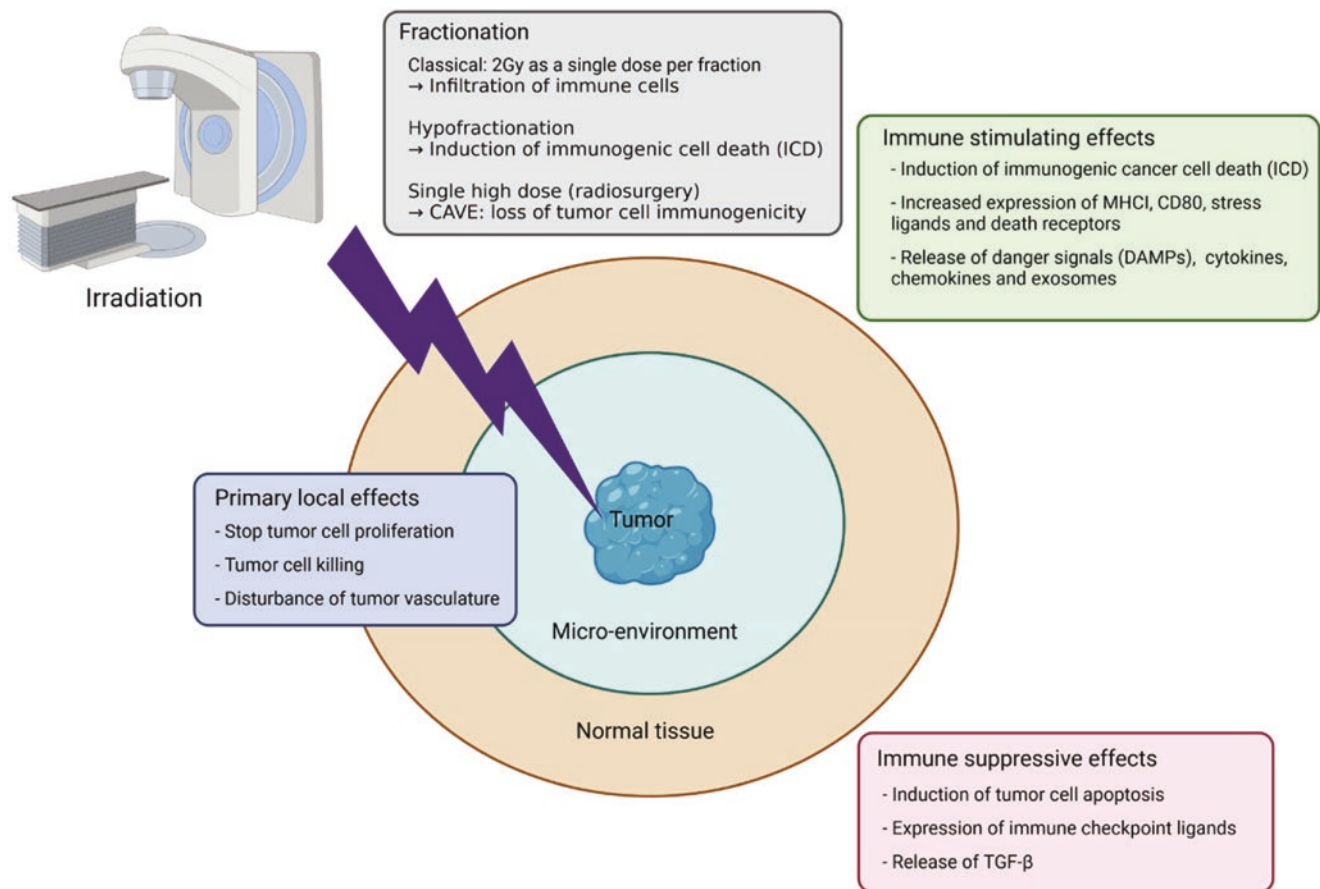 Fractionation
Classical: 2Gy as a single dose per fraction
→ Infiltration of immune cells
Hypofractionation
→ Induction of immunogenic cell death (ICD)
Single high dose (radiosurgery)
→ CAVE: loss of tumor cell immunogenicity
Irradiation
Immune stimulating effects
- Induction of immunogenic cancer cell death (ICD)
- Increased expression of MHCI, CD80, stress
ligands and death receptors
- Release of danger signals (DAMPs), cytokines,
chemokines and exosomes
Primary local effects
- Stop tumor cell proliferation
- Tumor cell killing
- Disturbance of tumor vasculature
Tumor
Micro-environment
Normal tissue
Immune suppressive effects
- Induction of tumor cell apoptosis
- Expression of immune checkpoint ligands
- Release of TGF-β